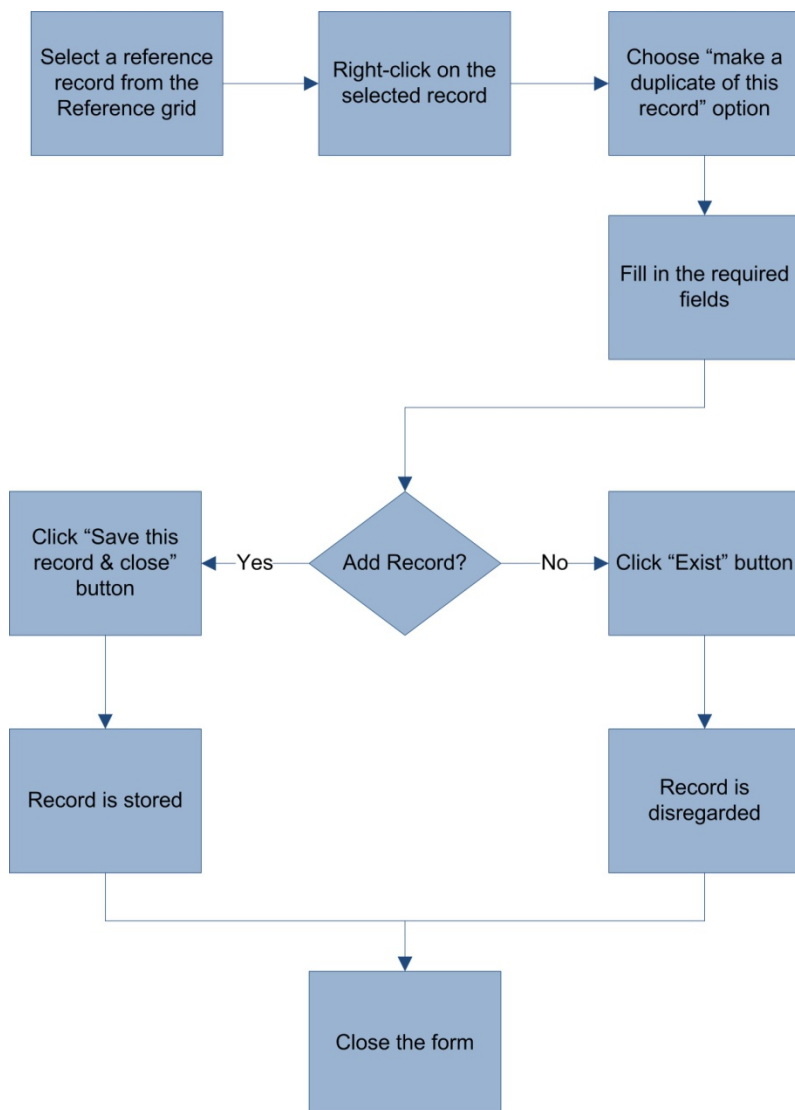 Select a reference
record from the
Reference grid
Right-click on the
selected record
Choose “make a
duplicate of this
record” option
Fill in the required
fields
Add Record?
Yes
No
Click “Save this
record & close”
button
Click “Exist” button
Record is stored
Record is
disregarded
Close the form